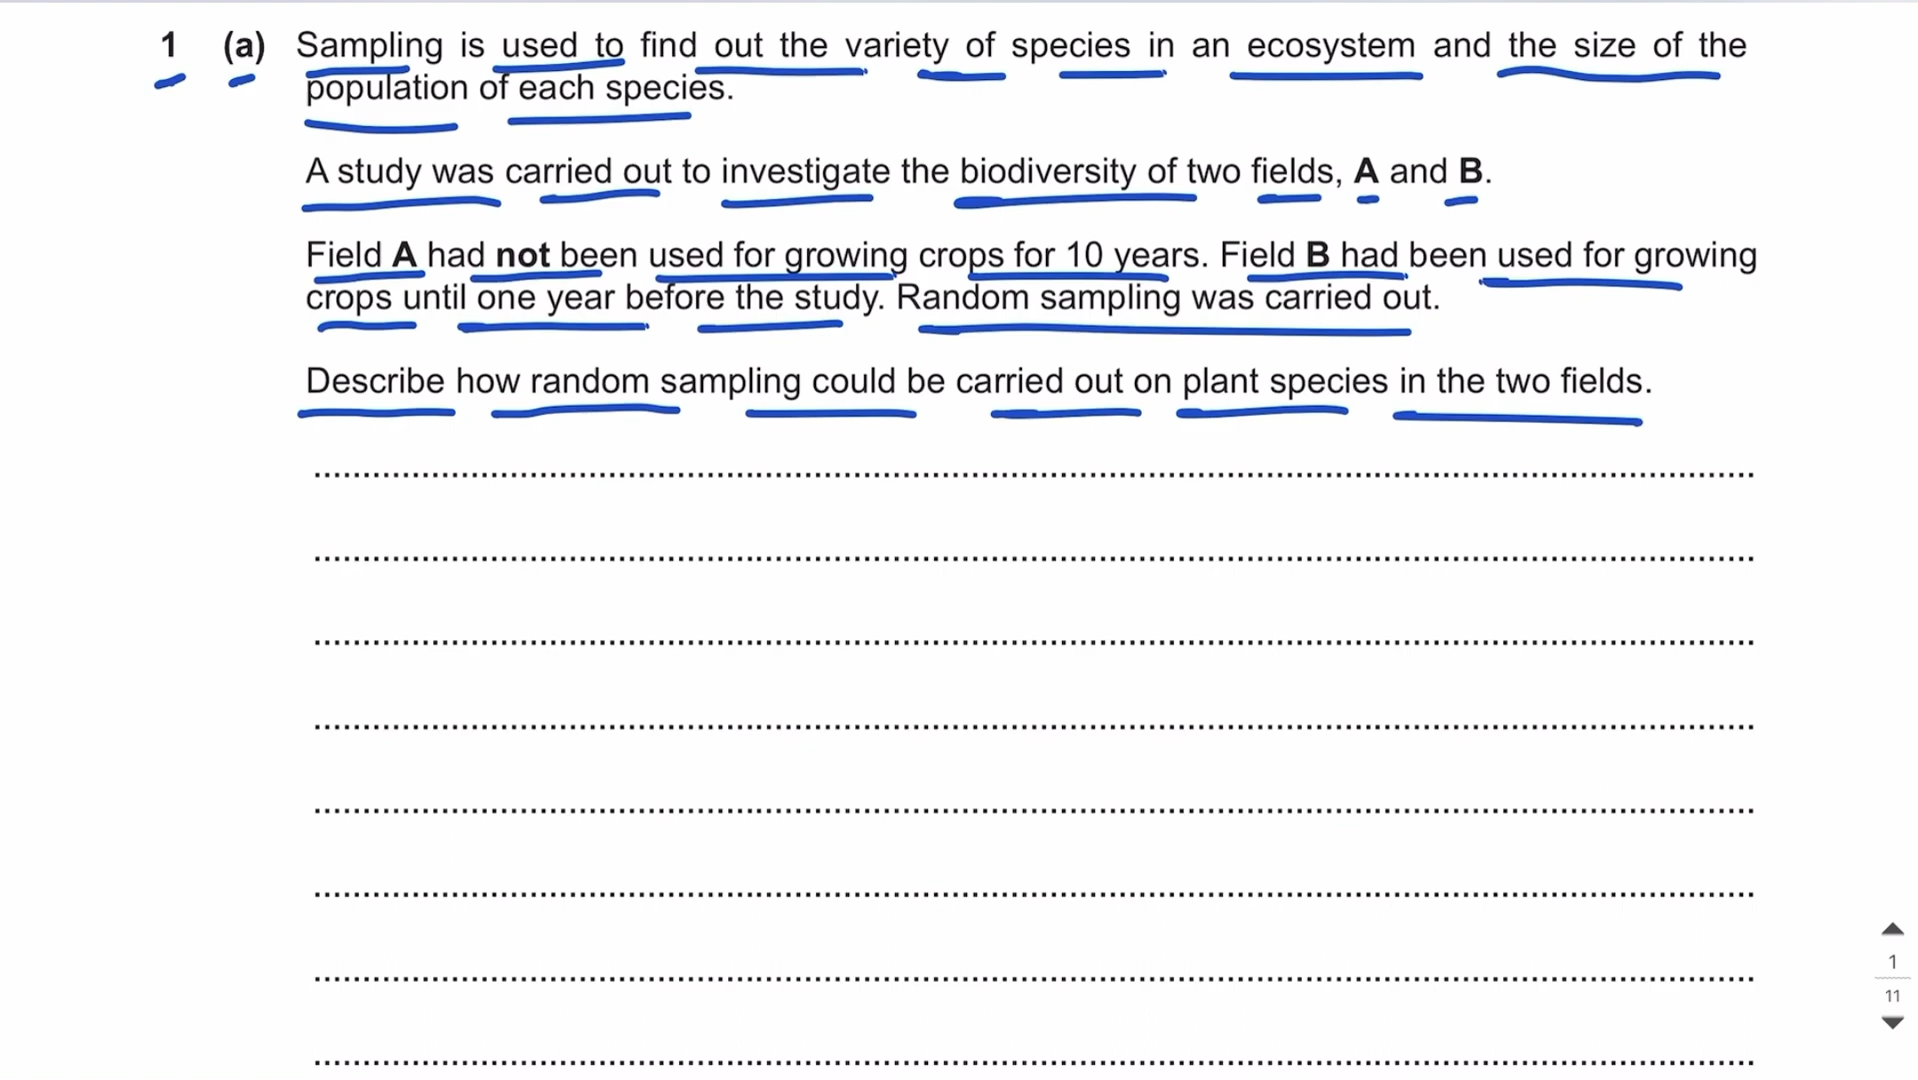 1 (a) Sampling is used to find out the variety of species in an ecosystem and the size of the
population of each species.
A study was carried out to investigate the biodiversity of two fields, A and B.
Field A had not been used for growing crops for 10 years. Field B had been used for growing
crops until one year before the study. Random sampling was carried out.
Describe how random sampling could be carried out on plant species in the two fields.
1
11